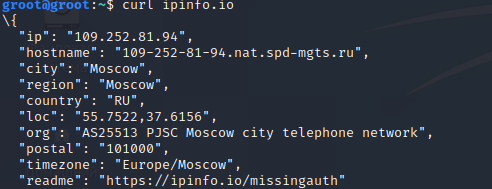 groot@groot:~$ curl ipinfo.io
\{
  "ip": "109.252.81.94",
  "hostname": "109-252-81-94.nat.spd-mgts.ru",
  "city": "Moscow",
  "region": "Moscow",
  "country": "RU",
  "loc": "55.7522,37.6156",
  "org": "AS25513 PJSC Moscow city telephone network",
  "postal": "101000",
  "timezone": "Europe/Moscow",
  "readme": "https://ipinfo.io/missingauth"